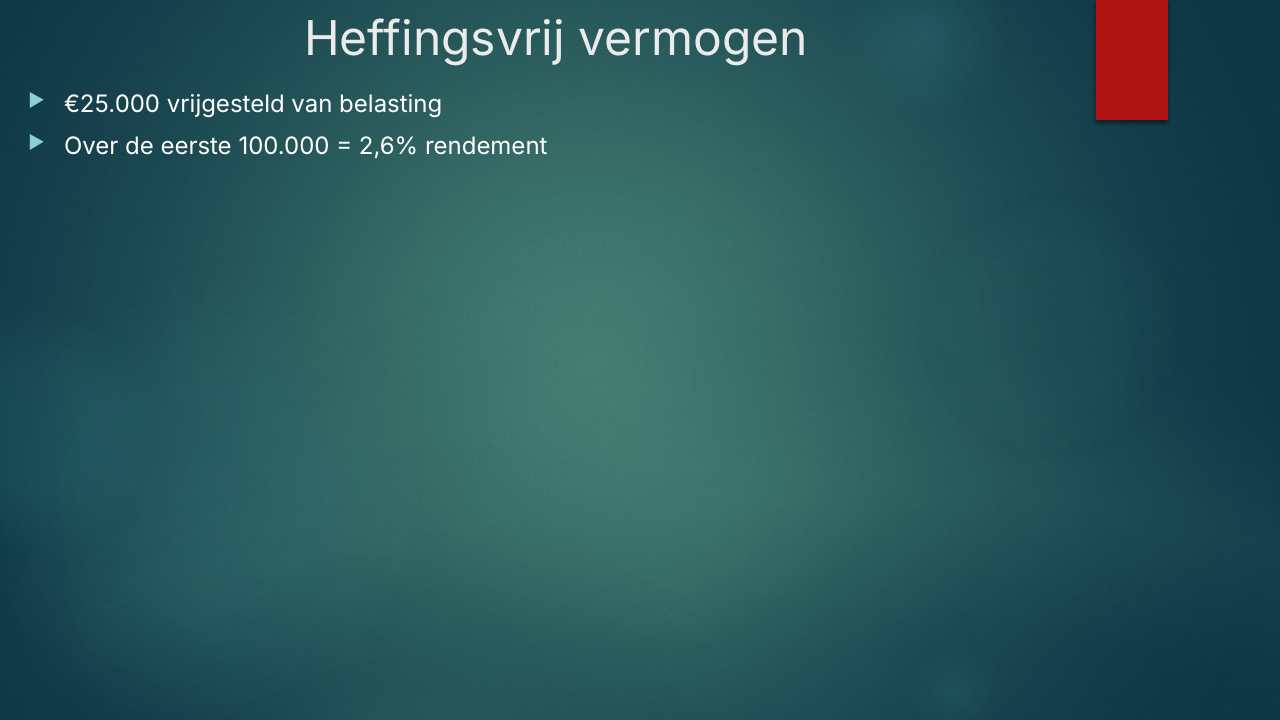 Heffingsvrij vermogen
€25.000 vrijgesteld van belasting
Over de eerste 100.000 = 2,6% rendement